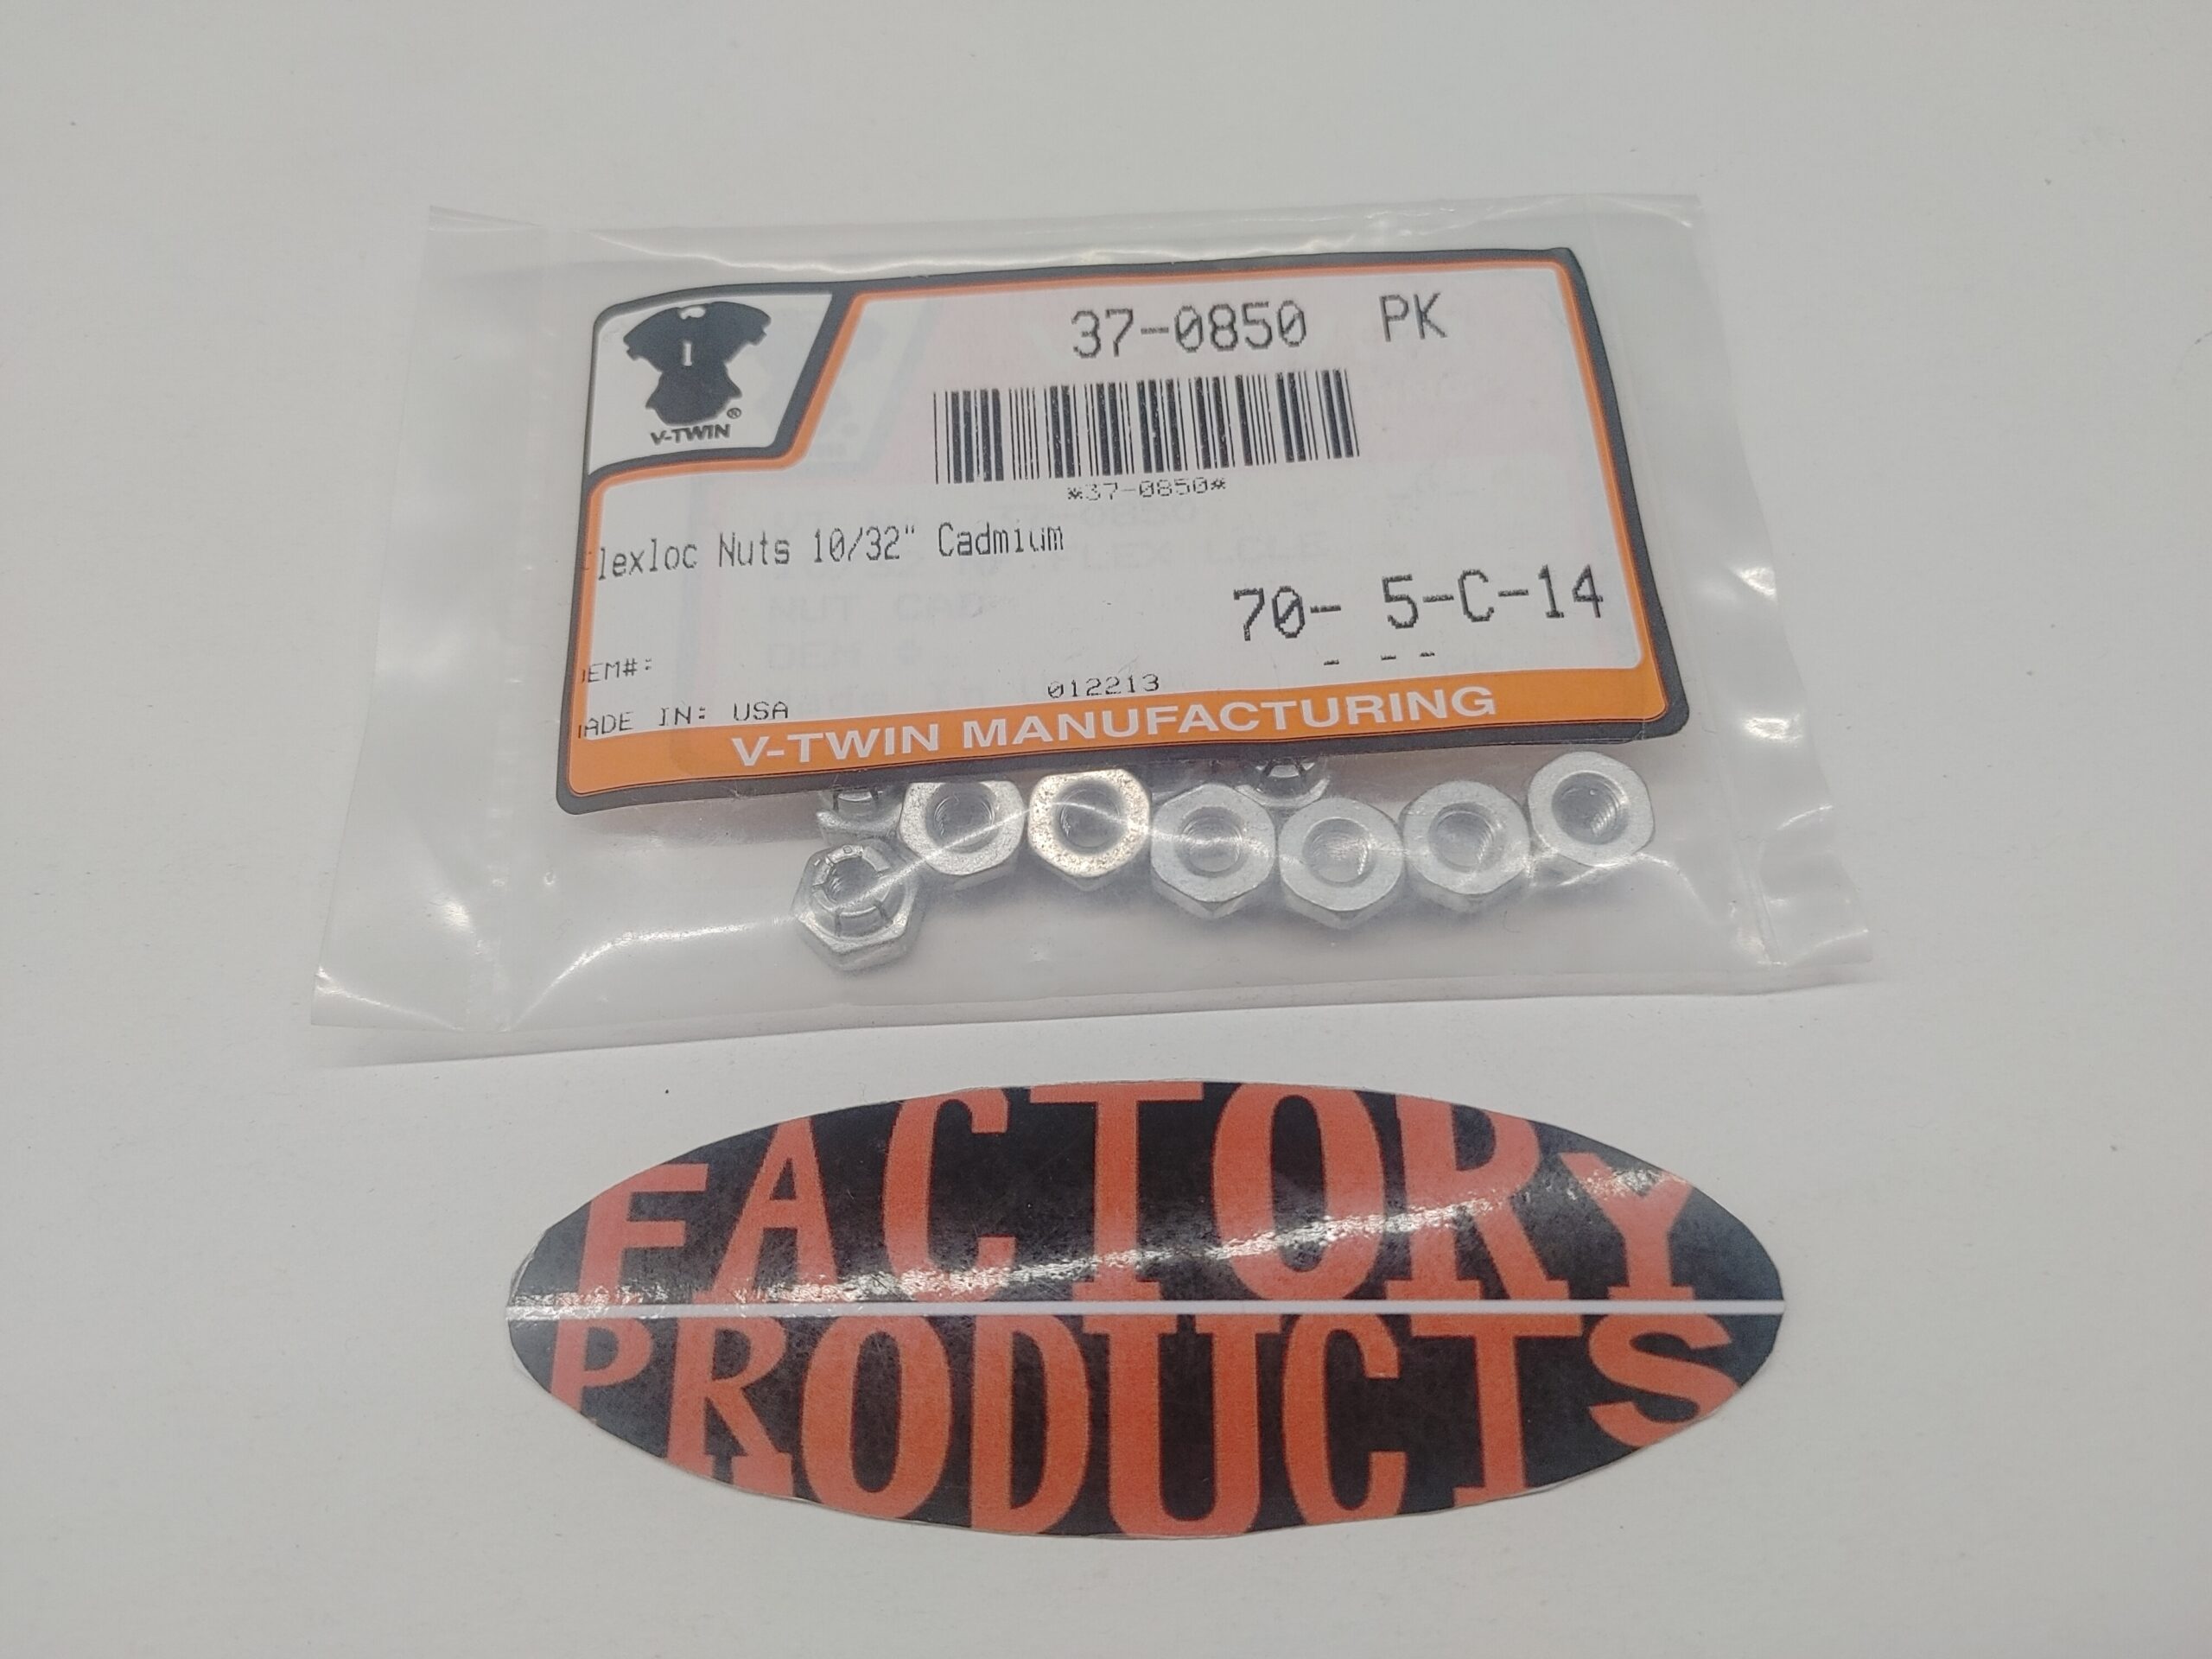 37-0850 PK
1
®
V-TWIN
*37-0850*
lexloc Nuts 10/32" Cadmium
70- 5-C-14
EM#:
- - -
012213
ADE IN: USA
V-TWIN MANUFACTURING
FACTORY
PRODUCTS